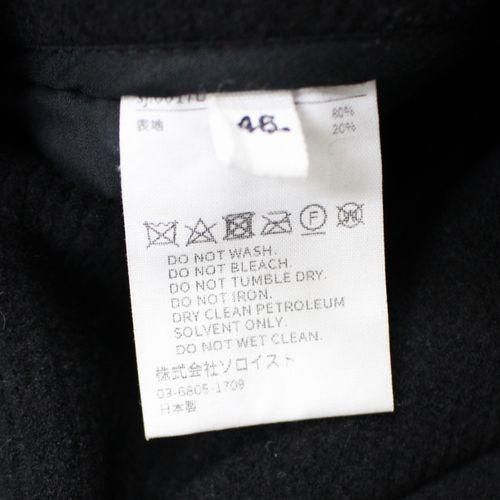 表地
46
80%
20%
F
W
DO NOT WASH.
DO NOT BLEACH.
DO NOT TUMBLE DRY.
DO NOT IRON.
DRY CLEAN PETROLEUM
SOLVENT ONLY.
DO NOT WET CLEAN.
株式会社ソロイスト
03-6805-1709
日本製